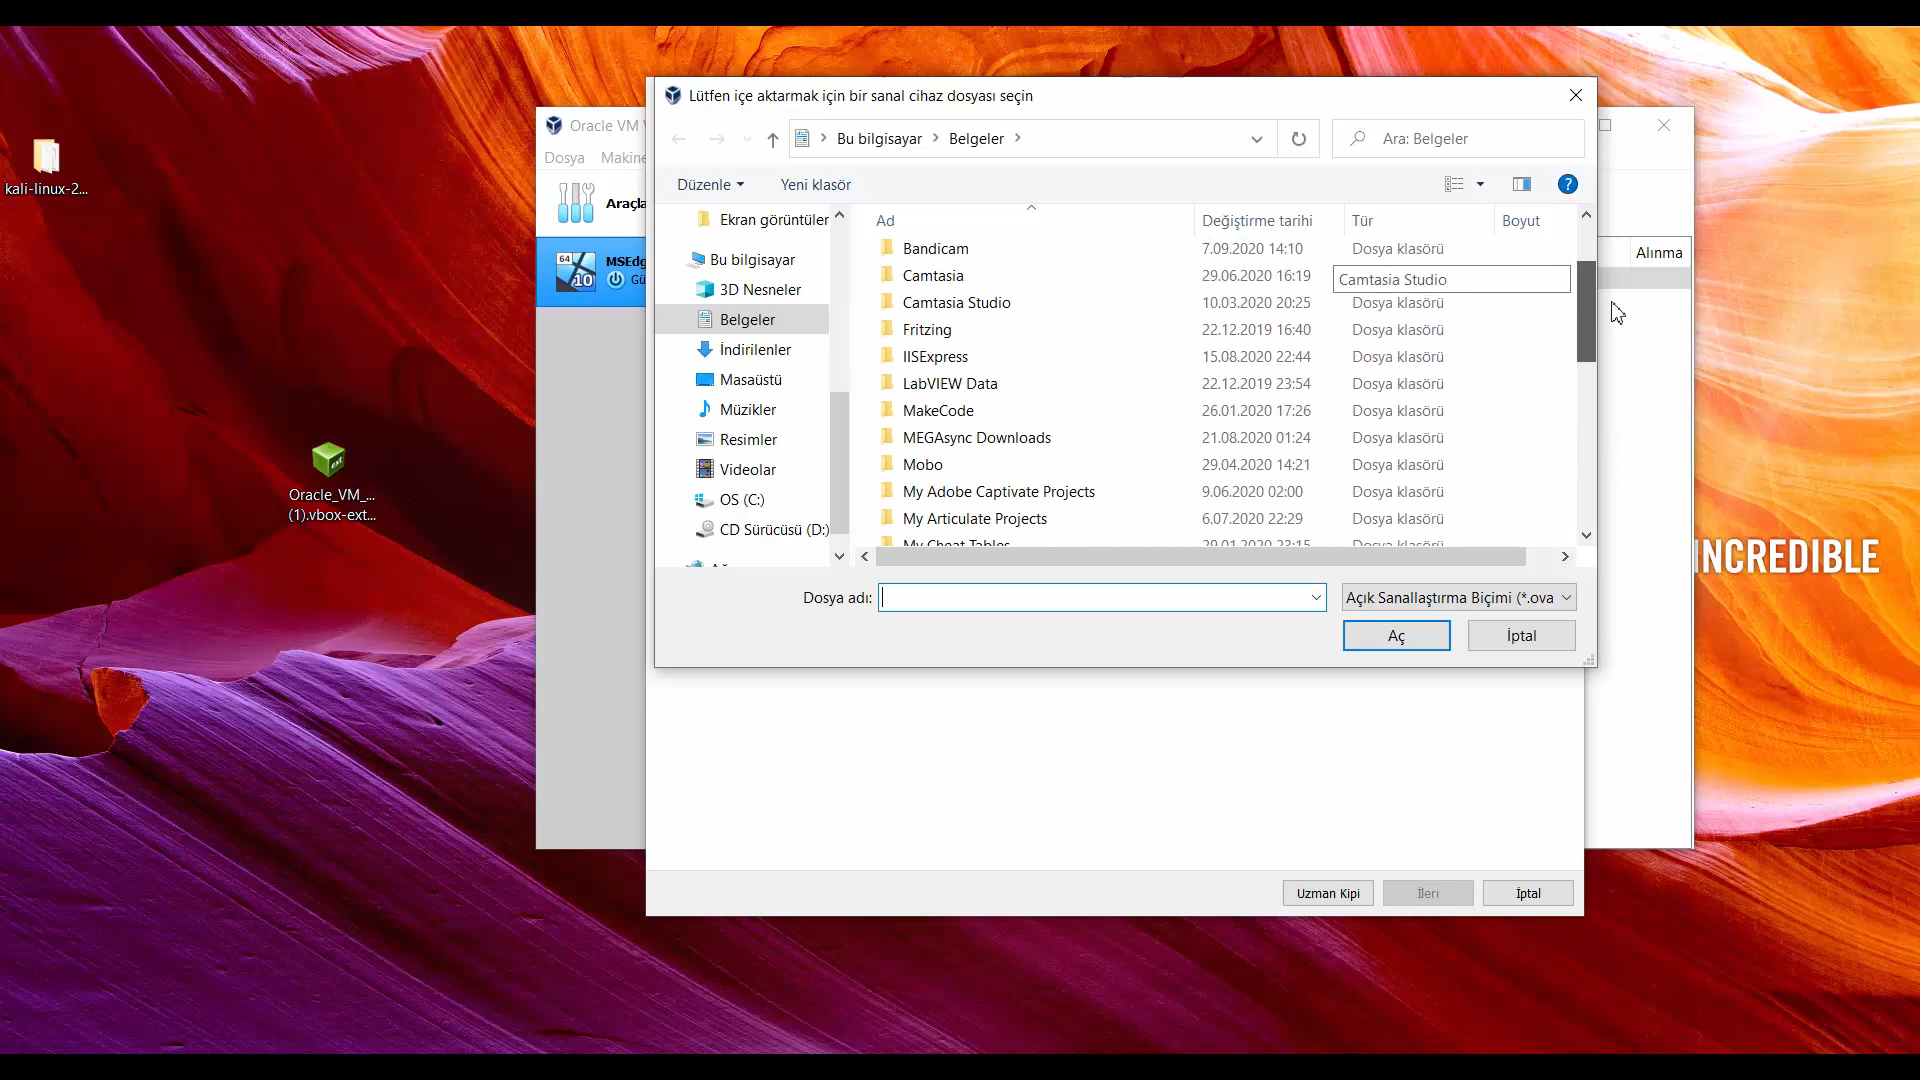 Lütfen içe aktarmak için bir sanal cihaz dosyası seçin
Oracle VM
Bu bilgisayar
Belgeler
Ara: Belgeler
Dosya
Makine
kali-linux-2...
Düzenle
Yeni klasör
?
Ekran görüntüler
Ad
Değiştirme tarihi
Tür
Boyut
64
10
MSEdg
Gü
Bandicam 7.09.2020 14:10 Dosya klasörü
Bu bilgisayar
Alınma
Camtasia 29.06.2020 16:19
Camtasia Studio
3D Nesneler
Camtasia Studio 10.03.2020 20:25 Dosya klasörü
Belgeler
Fritzing 22.12.2019 16:40 Dosya klasörü
İndirilenler
IISExpress 15.08.2020 22:44 Dosya klasörü
Masaüstü
LabVIEW Data 22.12.2019 23:54 Dosya klasörü
Müzikler
MakeCode 26.01.2020 17:26 Dosya klasörü
Resimler
MEGAsync Downloads 21.08.2020 01:24 Dosya klasörü
Videolar
Mobo 29.04.2020 14:21 Dosya klasörü
OS (C:)
My Adobe Captivate Projects 9.06.2020 02:00 Dosya klasörü
CD Sürücüsü (D:)
My Articulate Projects 6.07.2020 22:29 Dosya klasörü
My Cheat Tables 29.01.2020 23:15 Dosya klasörü
ext
Oracle_VM_...
(1).vbox-ext...
INCREDIBLE
Dosya adı:
Açık Sanallaştırma Biçimi (*.ova
Aç
İptal
Uzman Kipi
İleri
İptal